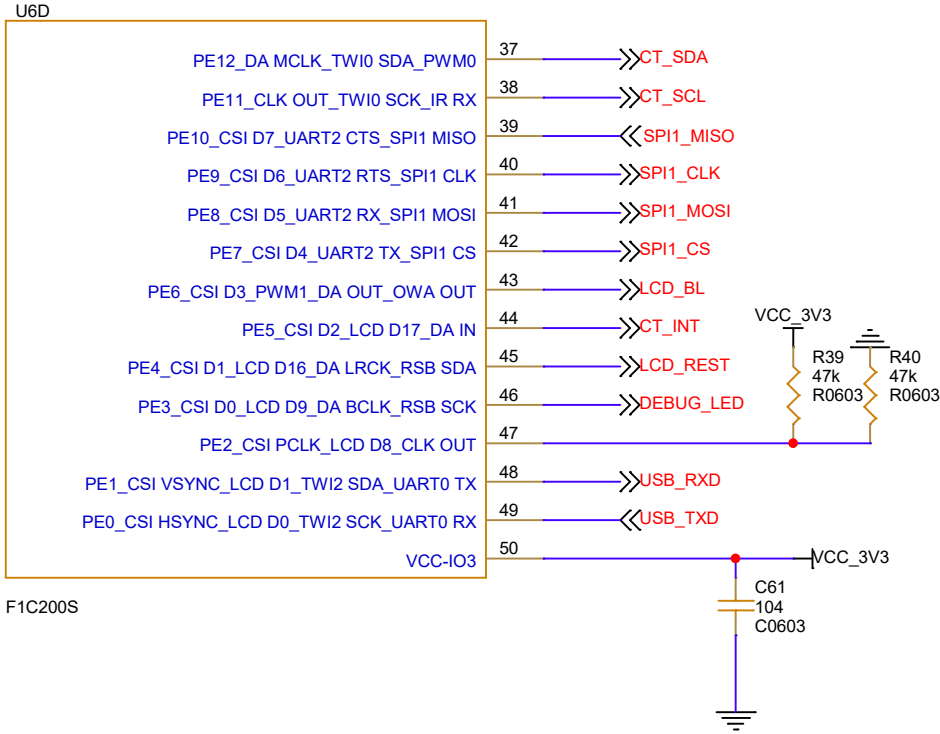 U6D
PE12_DA MCLK_TWI0 SDA_PWM0 37 CT_SDA
PE11_CLK OUT_TWI0 SCK_IR RX 38 CT_SCL
PE10_CSI D7_UART2 CTS_SPI1 MISO 39 SPI1_MISO
PE9_CSI D6_UART2 RTS_SPI1 CLK 40 SPI1_CLK
PE8_CSI D5_UART2 RX_SPI1 MOSI 41 SPI1_MOSI
PE7_CSI D4_UART2 TX_SPI1 CS 42 SPI1_CS
PE6_CSI D3_PWM1_DA OUT_OWA OUT 43 LCD_BL
PE5_CSI D2_LCD D17_DA IN 44 CT_INT
VCC_3V3
PE4_CSI D1_LCD D16_DA LRCK_RSB SDA 45 LCD_REST
R39 R40
47k 47k
R0603 R0603
PE3_CSI D0_LCD D9_DA BCLK_RSB SCK 46 DEBUG_LED
PE2_CSI PCLK_LCD D8_CLK OUT 47
PE1_CSI VSYNC_LCD D1_TWI2 SDA_UART0 TX 48 USB_RXD
PE0_CSI HSYNC_LCD D0_TWI2 SCK_UART0 RX 49 USB_TXD
VCC-IO3 50 VCC_3V3
C61
104
C0603
F1C200S